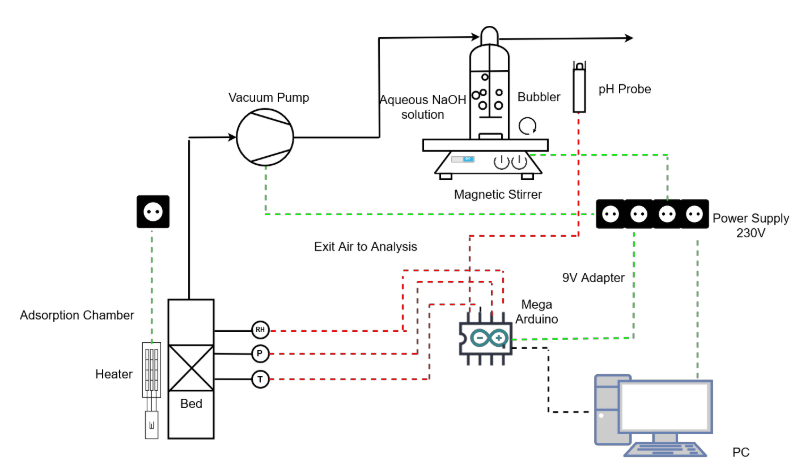 Vacuum Pump
Aqueous NaOH
solution
Bubbler
pH Probe
Magnetic Stirrer
Power Supply
230V
Exit Air to Analysis
9V Adapter
Adsorption Chamber
Mega
Arduino
RH
P
T
Heater
Bed
PC